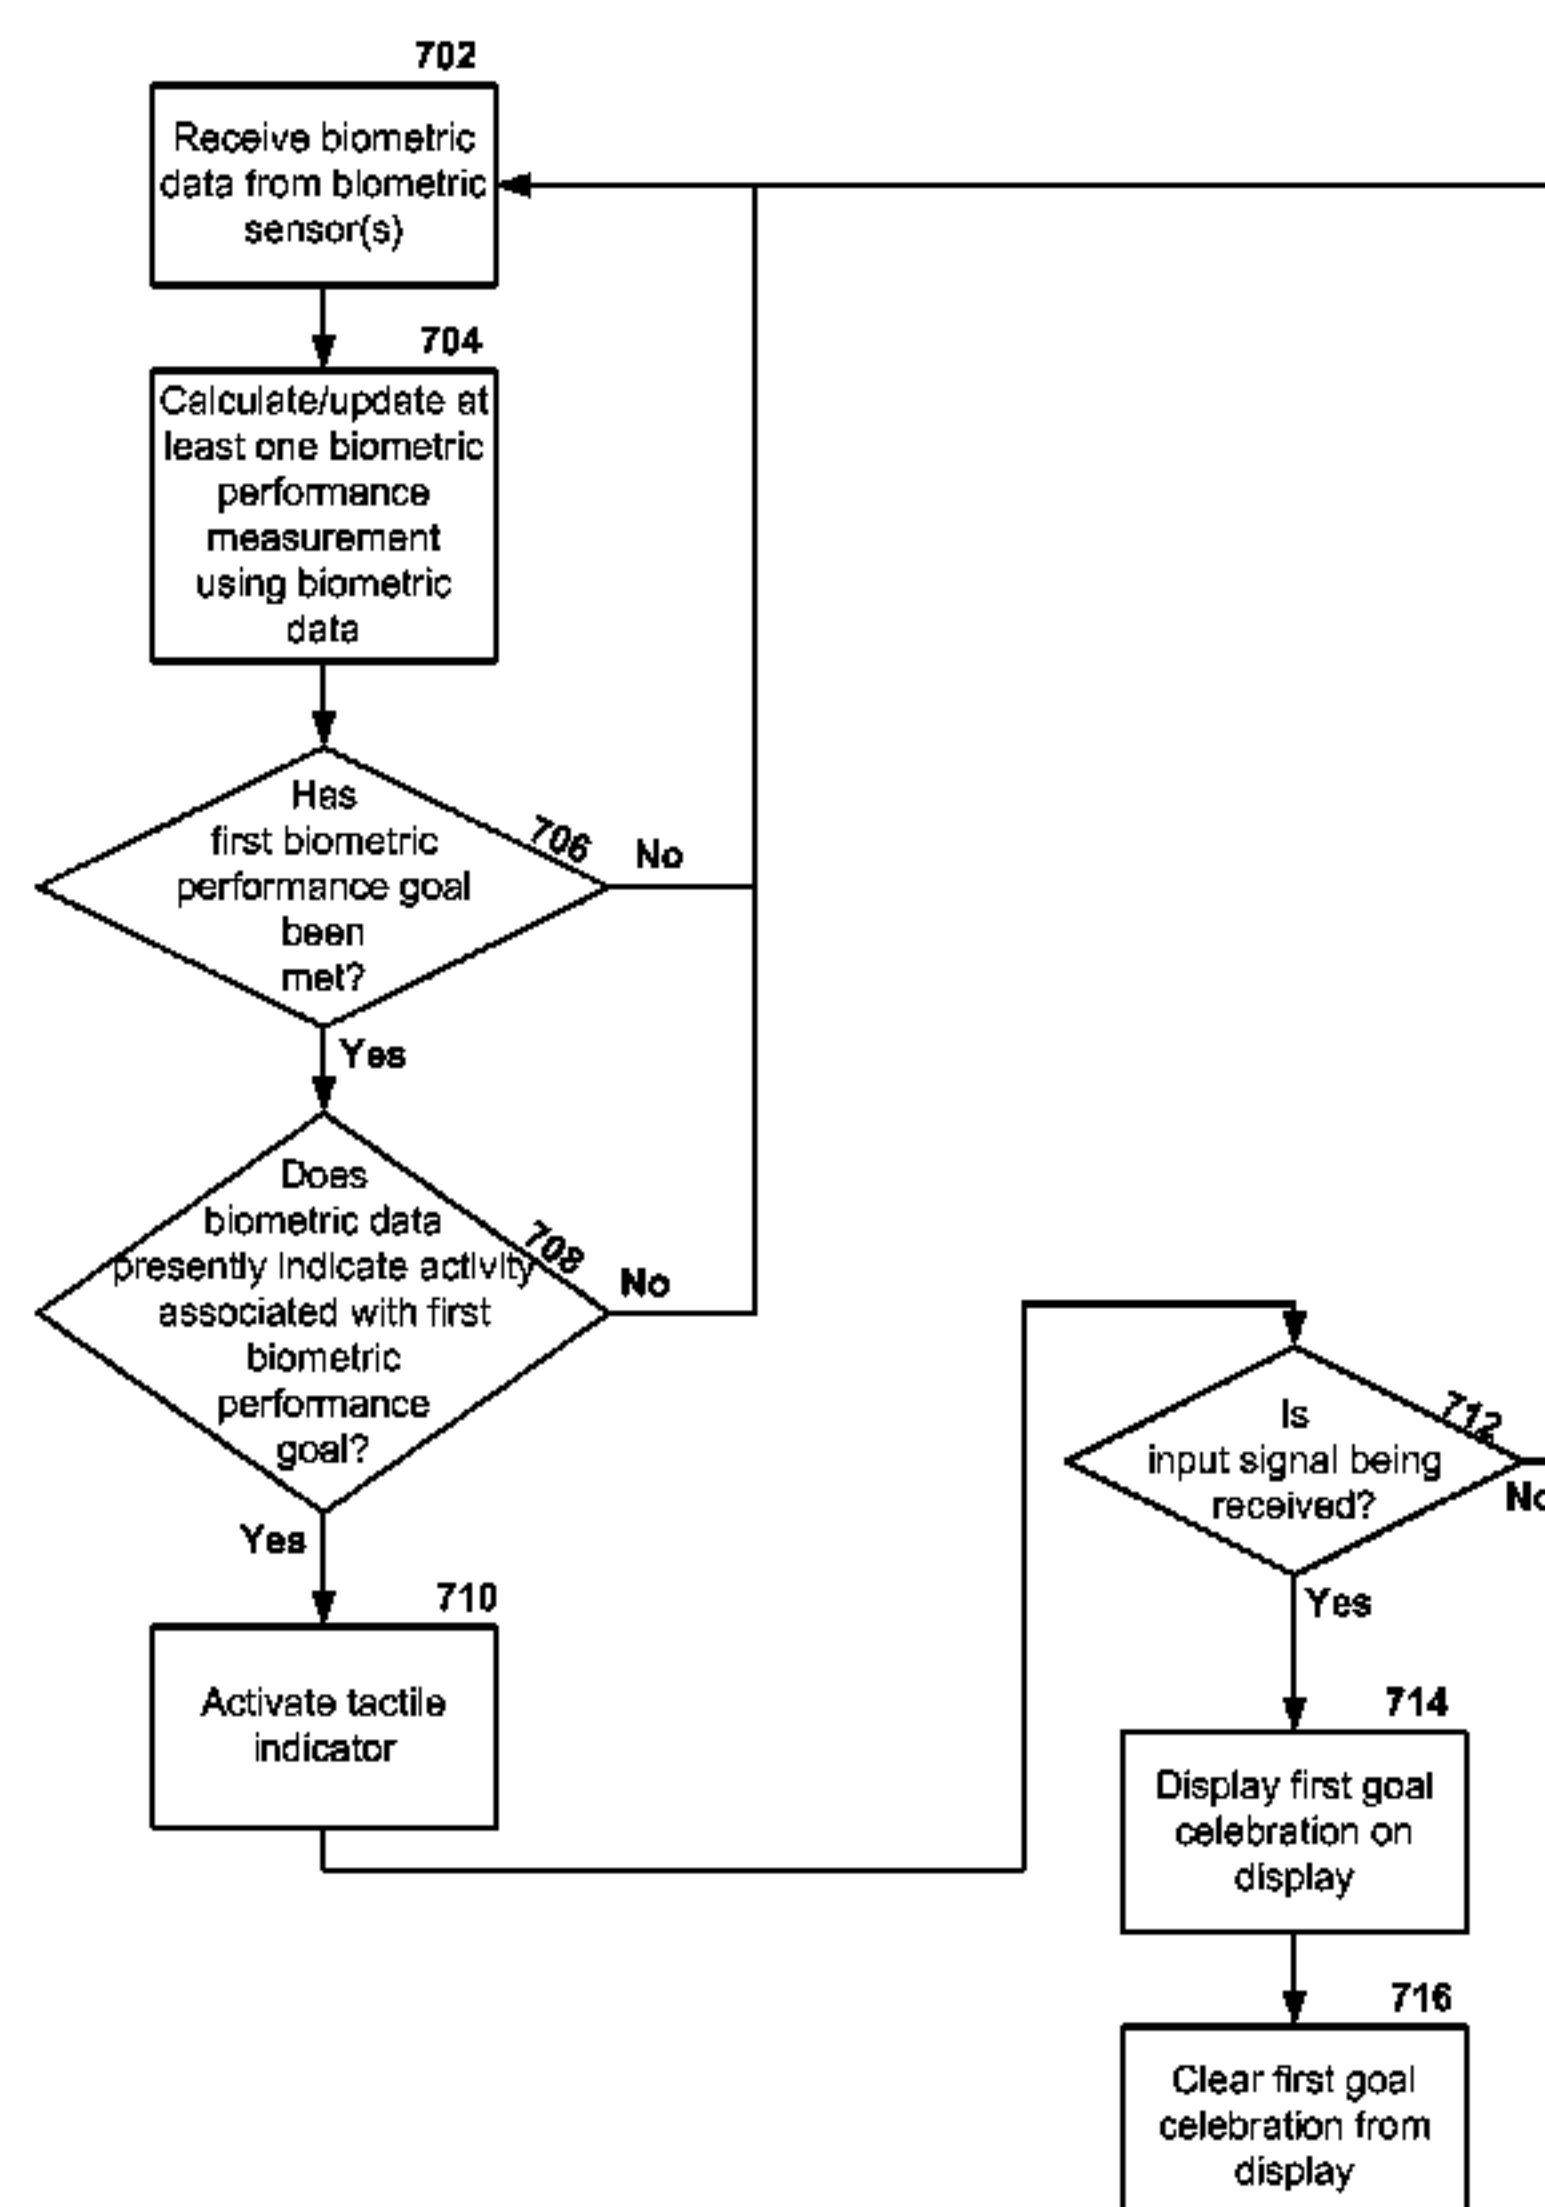 702
Receive biometric
data from biometric
sensor(s)
704
Calculate/update at
least one biometric
performance
measurement
using biometric
data
Has
first biometric
performance goal
been
met?
706
No
Yes
Does
biometric data
presently indicate activity
associated with first
biometric
performance
goal?
708
No
Yes
710
Activate tactile
indicator
Is
input signal being
received?
712
No
Yes
714
Display first goal
celebration on
display
716
Clear first goal
celebration from
display